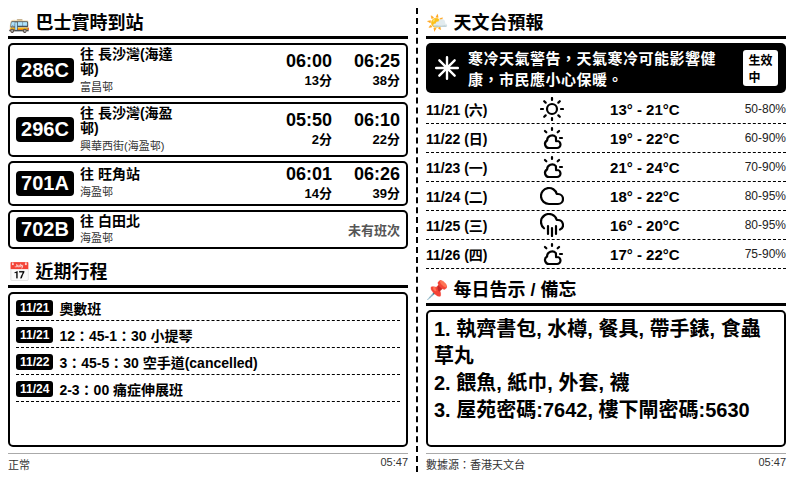 巴士實時到站
286C 往 長沙灣(海達邨) 06:00 06:25
富昌邨 13分 38分
296C 往 長沙灣(海盈邨) 05:50 06:10
興華西街(海盈邨) 2分 22分
701A 往 旺角站 06:01 06:26
海盈邨 14分 39分
702B 往 白田北 未有班次
海盈邨
近期行程
11/21 奧數班
11/21 12：45-1：30 小提琴
11/22 3：45-5：30 空手道(cancelled)
11/24 2-3：00 痛症伸展班
正常 05:47
天文台預報
寒冷天氣警告，天氣寒冷可能影響健
康，市民應小心保暖。
生效
中
11/21 (六) 13° - 21°C 50-80%
11/22 (日) 19° - 22°C 60-90%
11/23 (一) 21° - 24°C 70-90%
11/24 (二) 18° - 22°C 80-95%
11/25 (三) 16° - 20°C 80-95%
11/26 (四) 17° - 22°C 75-90%
每日告示 / 備忘
1. 執齊書包, 水樽, 餐具, 帶手錶, 食蟲
草丸
2. 餵魚, 紙巾, 外套, 襪
3. 屋苑密碼:7642, 樓下閘密碼:5630
數據源：香港天文台 05:47